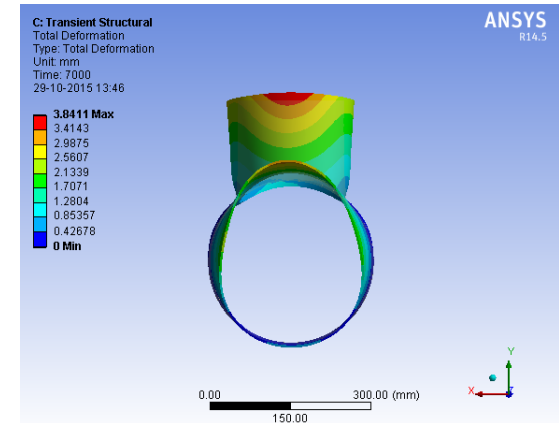 C: Transient Structural
Total Deformation
Type: Total Deformation
Unit: mm
Time: 7000
29-10-2015 13:46
ANSYS
R14.5
3.8411 Max
3.4143
2.9875
2.5607
2.1339
1.7071
1.2804
0.85357
0.42678
0 Min
Y
X
0.00
300.00 (mm)
150.00